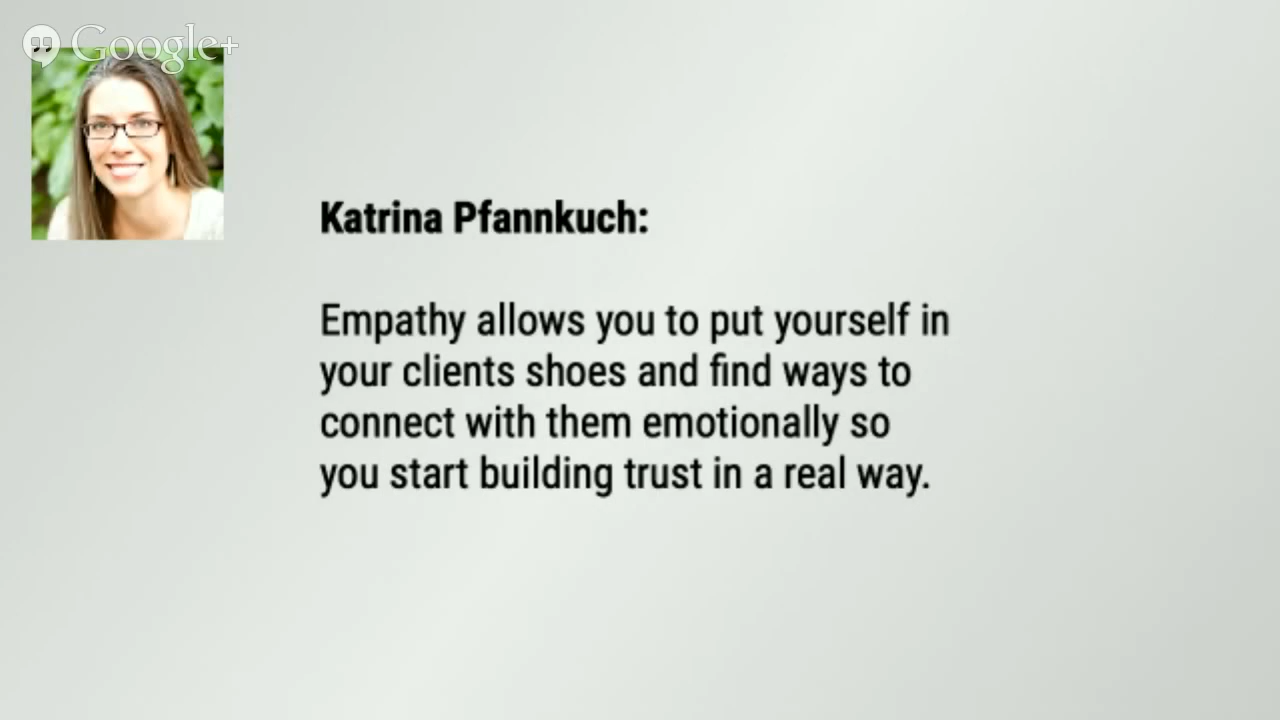 Google+
Katrina Pfannkuch:
Empathy allows you to put yourself in
your clients shoes and find ways to
connect with them emotionally so
you start building trust in a real way.